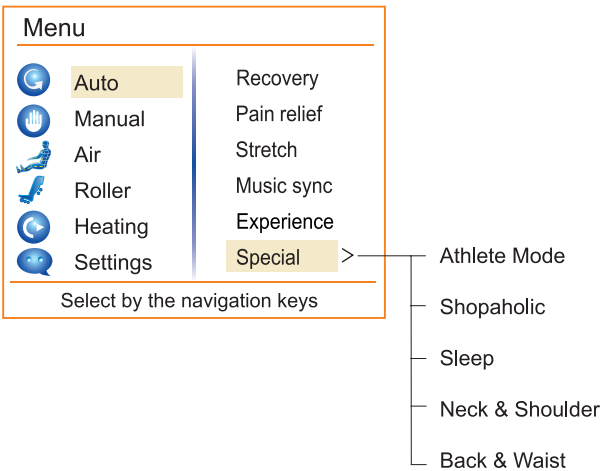 Menu
Auto
Manual
Air
Roller
Heating
Settings
Recovery
Pain relief
Stretch
Music sync
Experience
Special >
Select by the navigation keys
Athlete Mode
Shopaholic
Sleep
Neck & Shoulder
Back & Waist